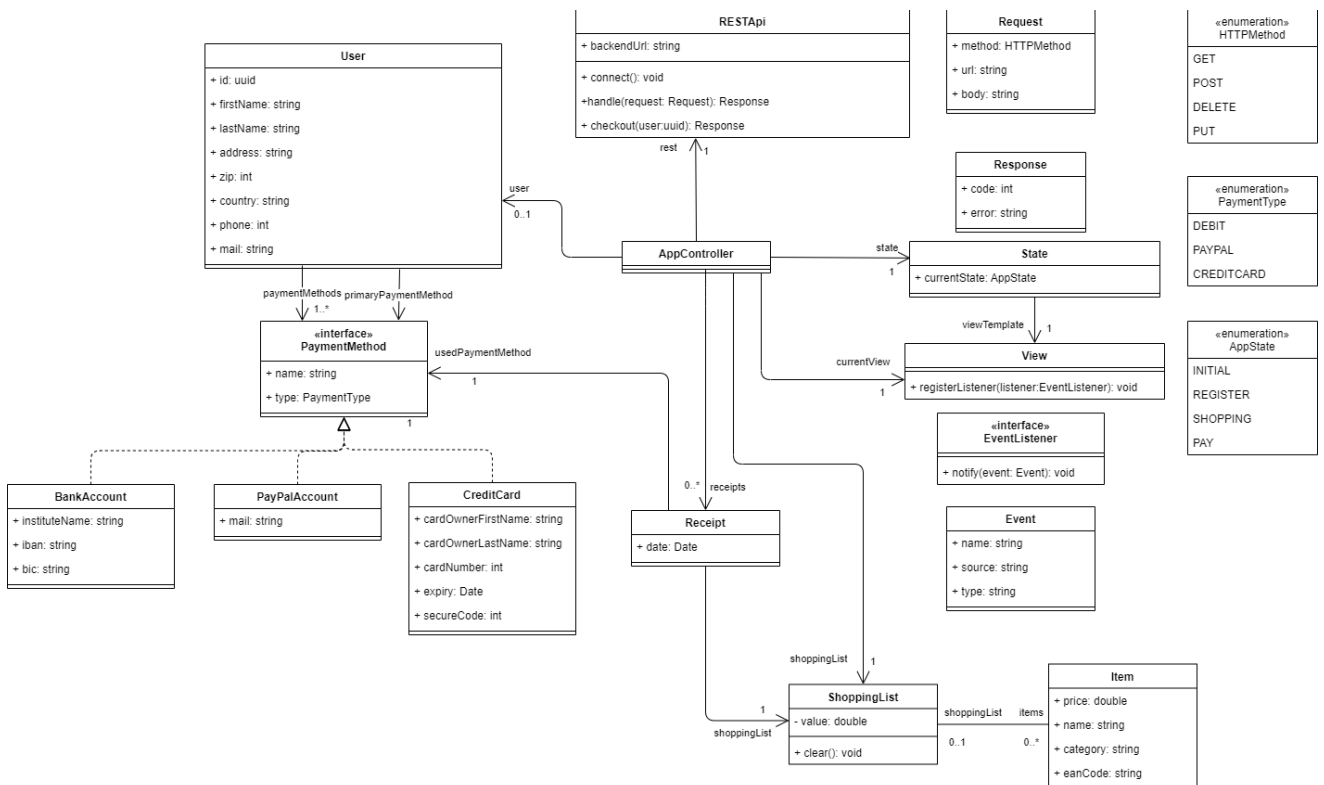 RESTApi
+ backendUrl: string
+ connect(): void
+handle(request: Request): Response
+ checkout(user:uuid): Response
Request
+ method: HTTPMethod
+ url: string
+ body: string
«enumeration»
HTTPMethod
GET
POST
DELETE
PUT
User
+ id: uuid
+ firstName: string
+ lastName: string
+ address: string
+ zip: int
+ country: string
+ phone: int
+ mail: string
rest
1
Response
+ code: int
+ error: string
«enumeration»
PaymentType
DEBIT
PAYPAL
CREDITCARD
user
0..1
AppController
state
1
State
+ currentState: AppState
paymentMethods
primaryPaymentMethod
1..*
viewTemplate
1
«interface»
PaymentMethod
+ name: string
+ type: PaymentType
1
usedPaymentMethod
1
currentView
1
View
+ registerListener(listener:EventListener): void
«enumeration»
AppState
INITIAL
REGISTER
SHOPPING
PAY
«interface»
EventListener
+ notify(event: Event): void
BankAccount
+ instituteName: string
+ iban: string
+ bic: string
PayPalAccount
+ mail: string
CreditCard
+ cardOwnerFirstName: string
+ cardOwnerLastName: string
+ cardNumber: int
+ expiry: Date
+ secureCode: int
0..*
receipts
Receipt
+ date: Date
Event
+ name: string
+ source: string
+ type: string
shoppingList
1
1
shoppingList
ShoppingList
- value: double
+ clear(): void
shoppingList
items
0..1
0..*
Item
+ price: double
+ name: string
+ category: string
+ eanCode: string